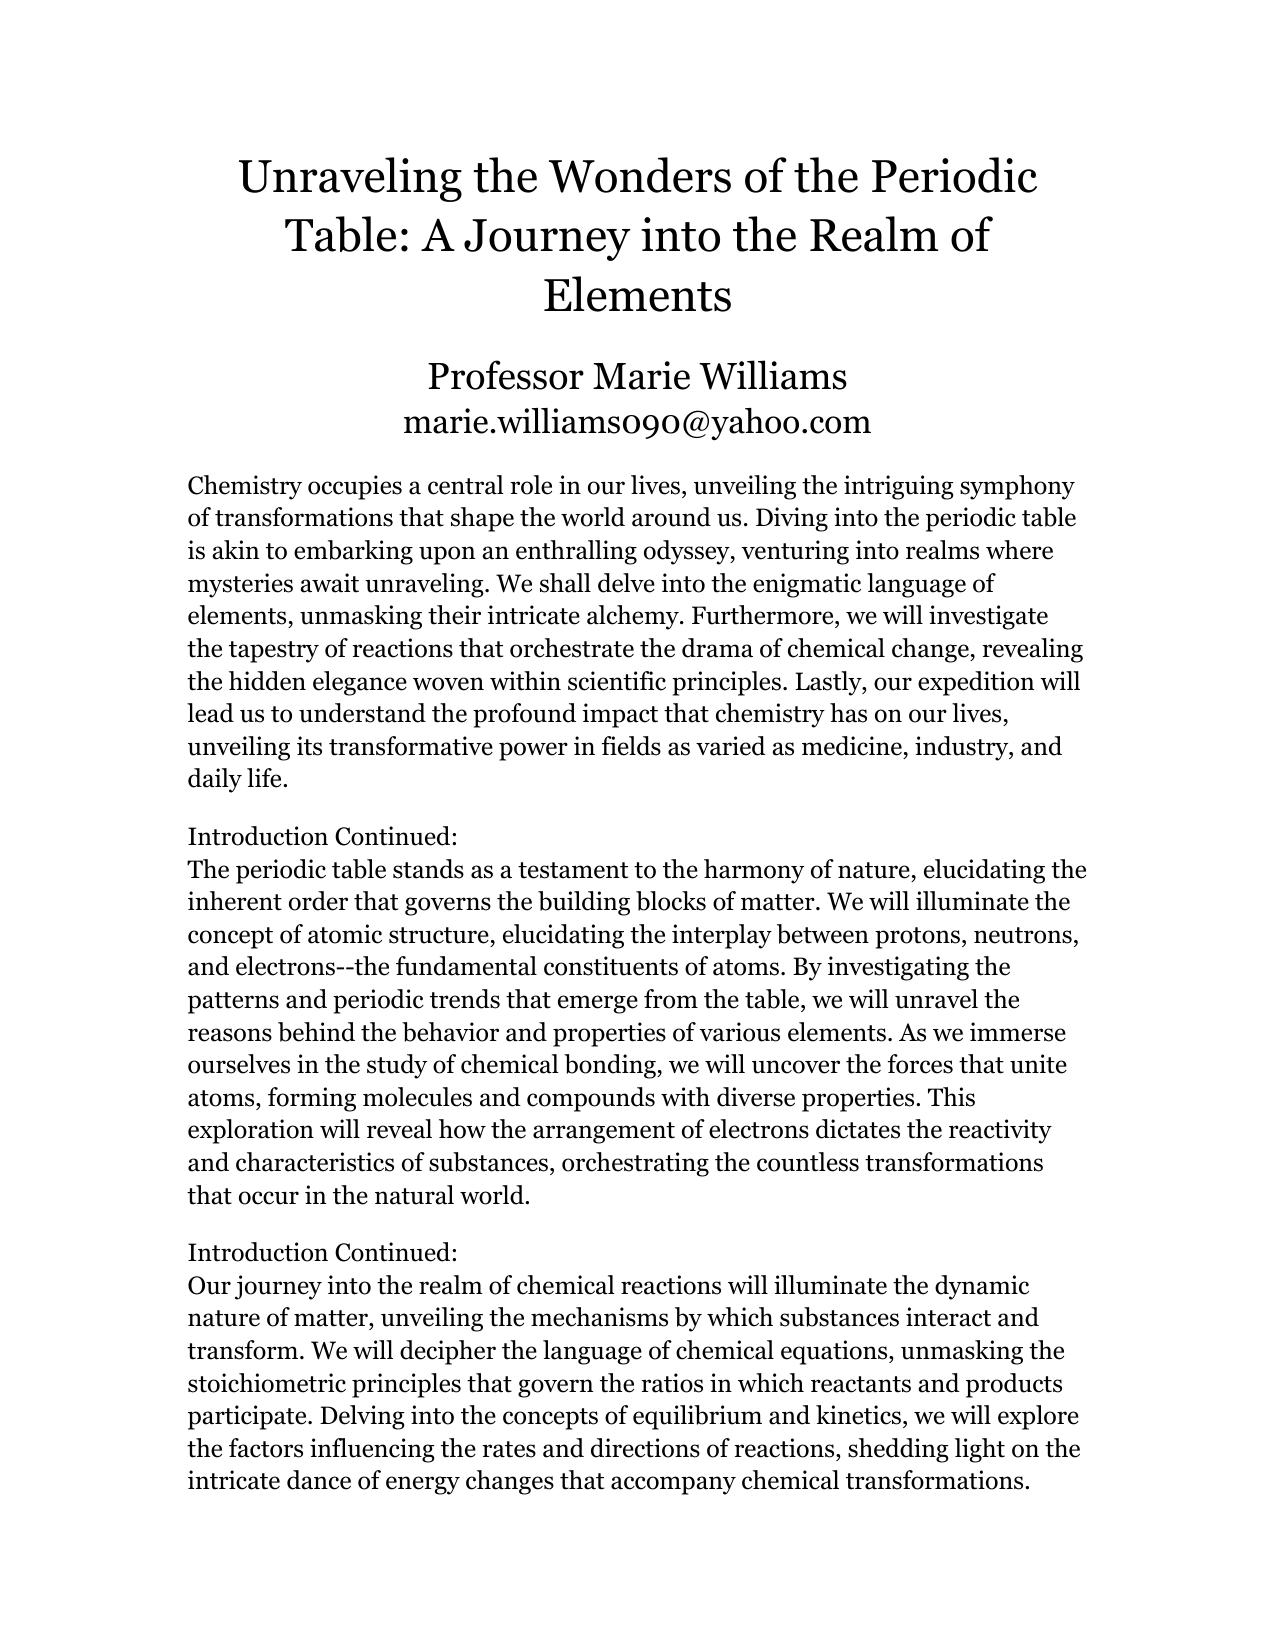 Unraveling the Wonders of the Periodic
Table: A Journey into the Realm of
Elements
Professor Marie Williams
marie.williams090@yahoo.com
Chemistry occupies a central role in our lives, unveiling the intriguing symphony
of transformations that shape the world around us. Diving into the periodic table
is akin to embarking upon an enthralling odyssey, venturing into realms where
mysteries await unraveling. We shall delve into the enigmatic language of
elements, unmasking their intricate alchemy. Furthermore, we will investigate
the tapestry of reactions that orchestrate the drama of chemical change, revealing
the hidden elegance woven within scientific principles. Lastly, our expedition will
lead us to understand the profound impact that chemistry has on our lives,
unveiling its transformative power in fields as varied as medicine, industry, and
daily life.
Introduction Continued:
The periodic table stands as a testament to the harmony of nature, elucidating the
inherent order that governs the building blocks of matter. We will illuminate the
concept of atomic structure, elucidating the interplay between protons, neutrons,
and electrons--the fundamental constituents of atoms. By investigating the
patterns and periodic trends that emerge from the table, we will unravel the
reasons behind the behavior and properties of various elements. As we immerse
ourselves in the study of chemical bonding, we will uncover the forces that unite
atoms, forming molecules and compounds with diverse properties. This
exploration will reveal how the arrangement of electrons dictates the reactivity
and characteristics of substances, orchestrating the countless transformations
that occur in the natural world.
Introduction Continued:
Our journey into the realm of chemical reactions will illuminate the dynamic
nature of matter, unveiling the mechanisms by which substances interact and
transform. We will decipher the language of chemical equations, unmasking the
stoichiometric principles that govern the ratios in which reactants and products
participate. Delving into the concepts of equilibrium and kinetics, we will explore
the factors influencing the rates and directions of reactions, shedding light on the
intricate dance of energy changes that accompany chemical transformations.